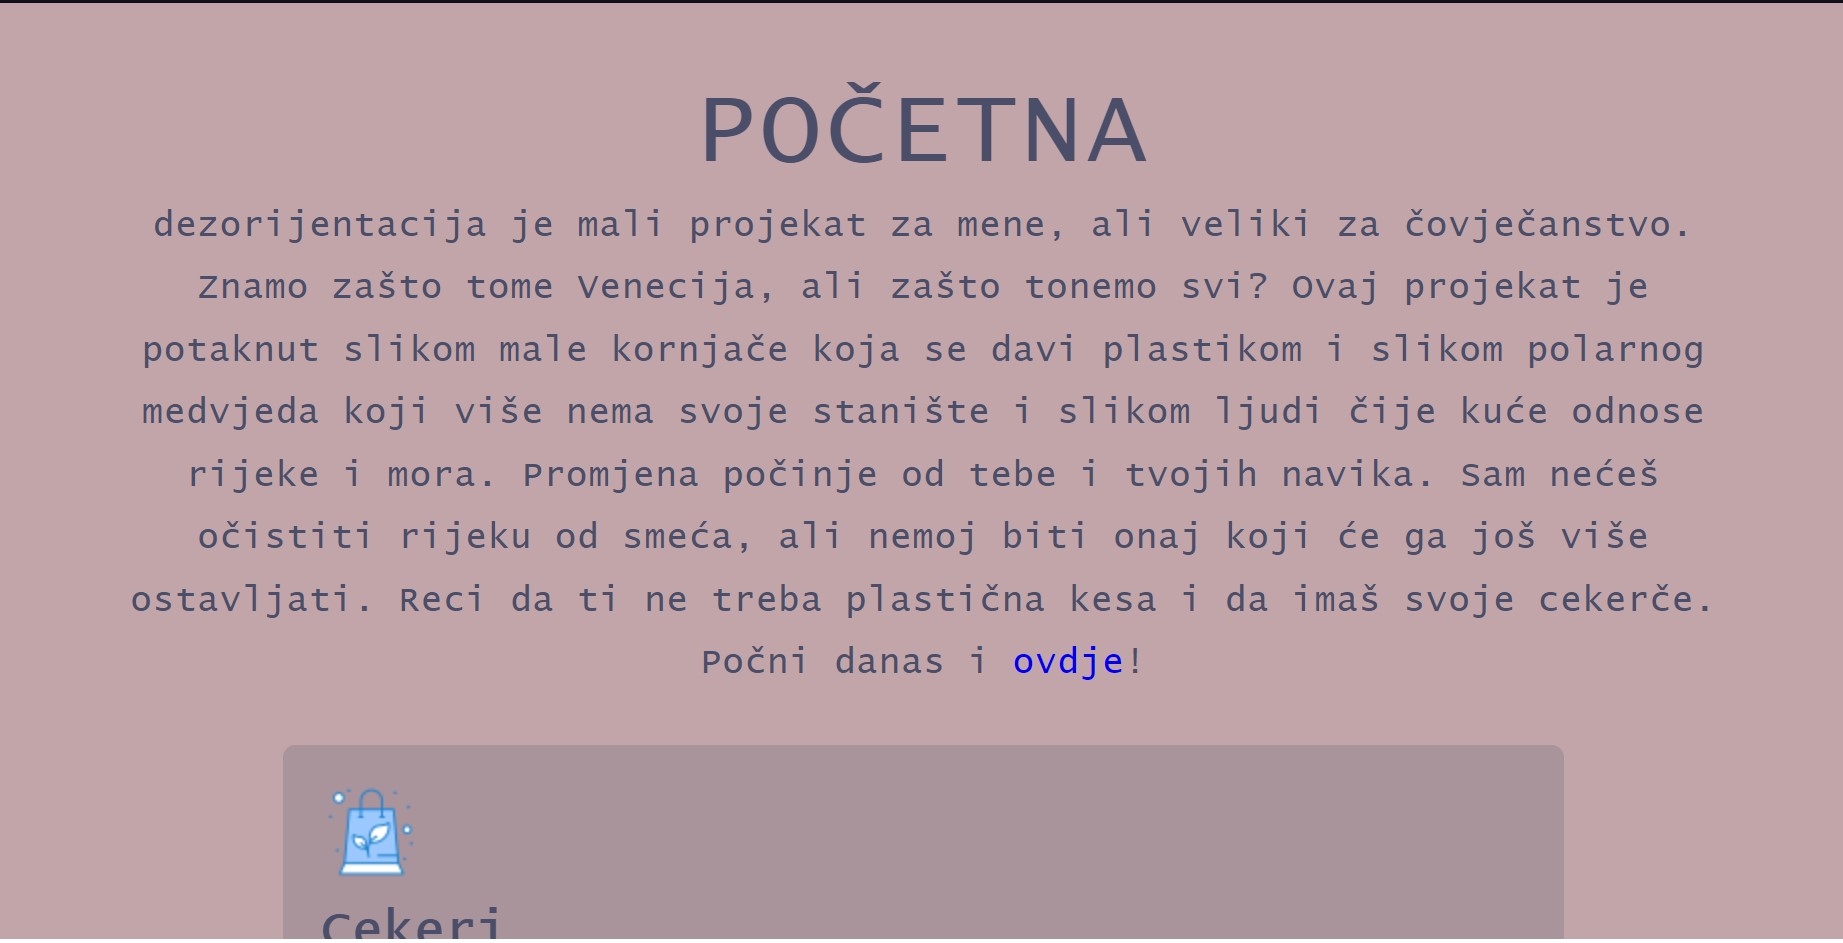 POČETNA
dezorijentacija je mali projekat za mene, ali veliki za čovječanstvo.
Znamo zašto tome Venecija, ali zašto tonemo svi? Ovaj projekat je
potaknut slikom male kornjače koja se davi plastikom i slikom polarnog
medvjeda koji više nema svoje stanište i slikom ljudi čije kuće odnose
rijeke i mora. Promjena počinje od tebe i tvojih navika. Sam nećeš
očistiti rijeku od smeća, ali nemoj biti onaj koji će ga još više
ostavljati. Reci da ti ne treba plastična kesa i da imaš svoje cekerče.
Počni danas i ovdje!
Cekeri